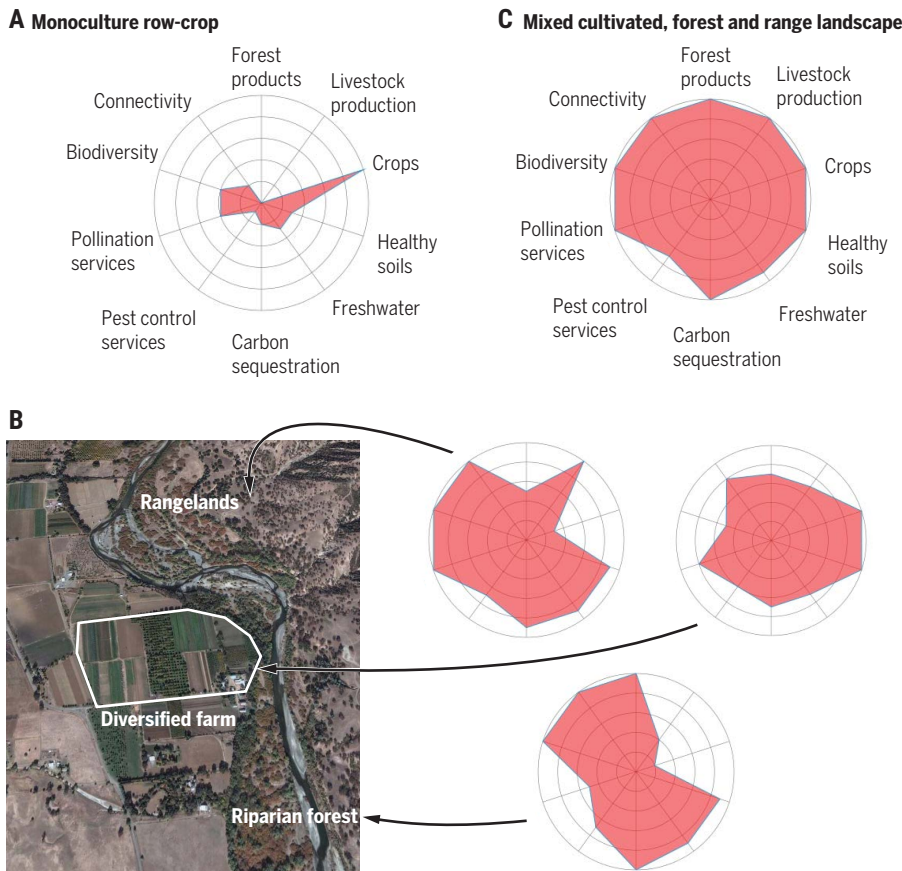 A Monoculture row-crop
Forest
products
Livestock
production
Crops
Healthy
soils
Freshwater
Carbon
sequestration
Pest control
services
Pollination
services
Biodiversity
Connectivity
C Mixed cultivated, forest and range landscape
Forest
products
Livestock
production
Crops
Healthy
soils
Freshwater
Carbon
sequestration
Pest control
services
Pollination
services
Biodiversity
Connectivity
B
Rangelands
Diversified farm
Riparian forest